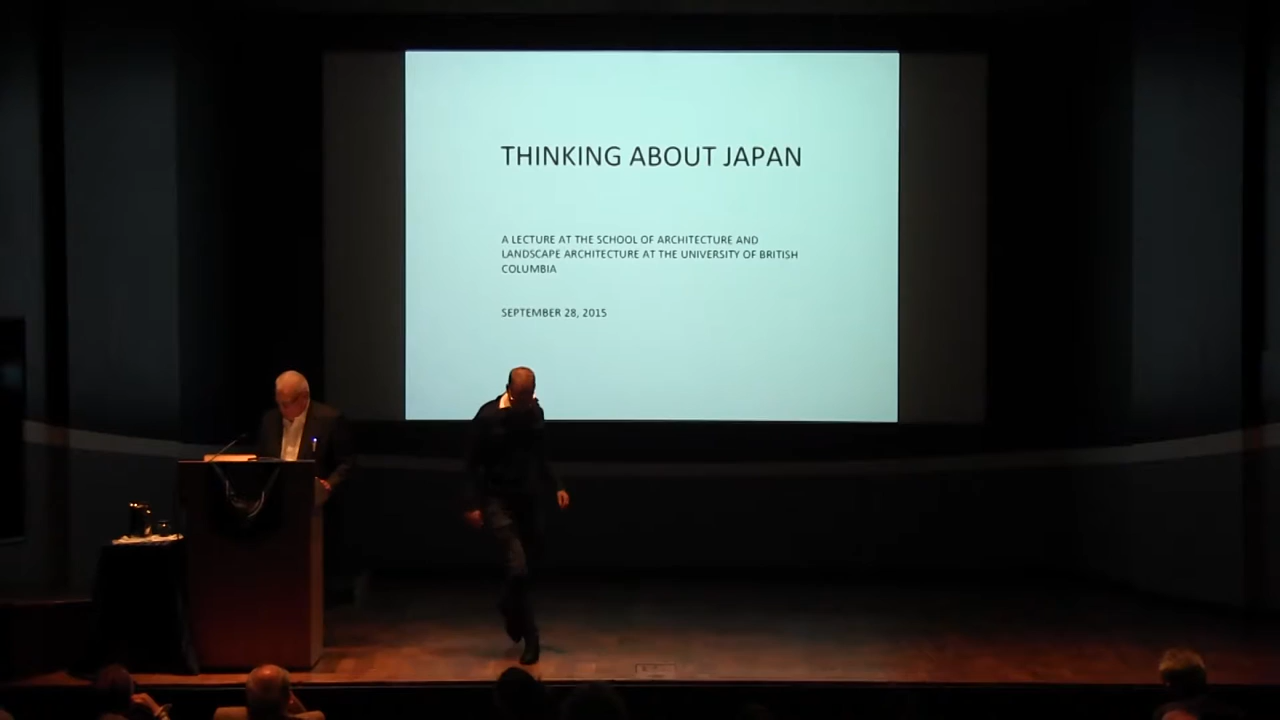 THINKING ABOUT JAPAN
A LECTURE AT THE SCHOOL OF ARCHITECTURE AND
LANDSCAPE ARCHITECTURE AT THE UNIVERSITY OF BRITISH
COLUMBIA
SEPTEMBER 28, 2015